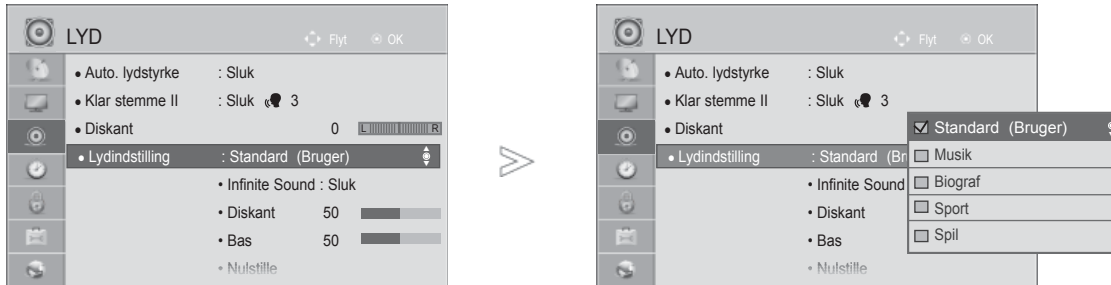 LYD
Flyt OK
• Auto. lydstyrke : Sluk
• Klar stemme II : Sluk 3
• Diskant 0 L R
• Lydindstilling : Standard (Bruger)
• Infinite Sound : Sluk
• Diskant 50
• Bas 50
• Nulstille
LYD
Flyt OK
• Auto. lydstyrke : Sluk
• Klar stemme II : Sluk 3
• Diskant
• Lydindstilling : Standard (Br
• Infinite Sound
• Diskant
• Bas
• Nulstille
Standard (Bruger)
Musik
Biograf
Sport
Spil